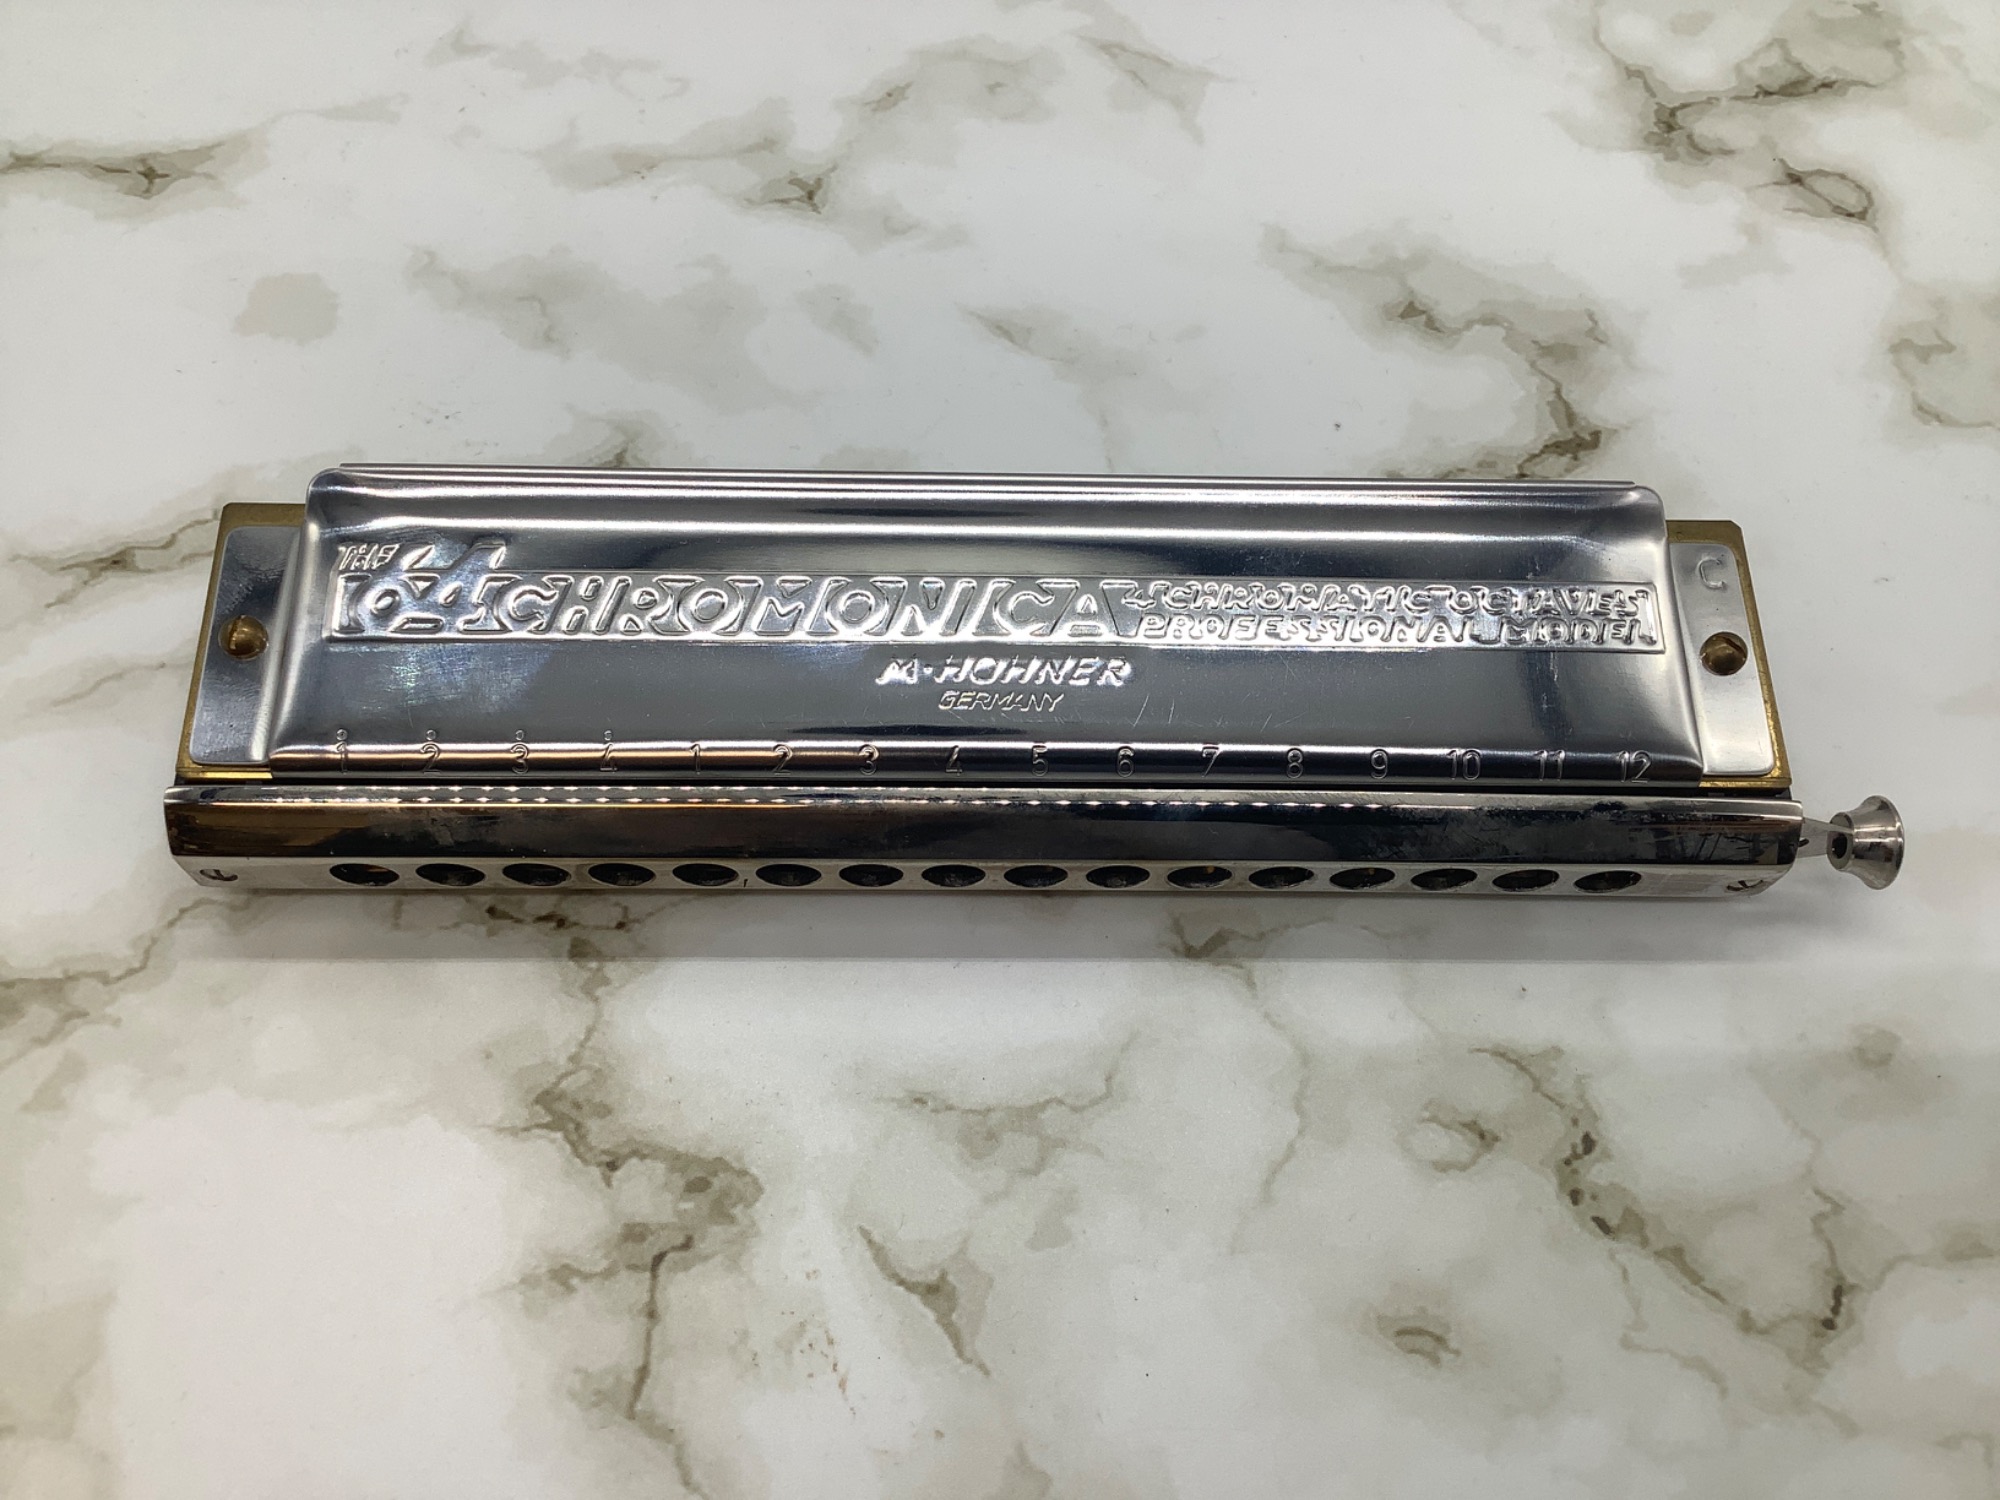 THE
64 CHROMONICA 4 CHROMATIC OCTAVES
PROFESSIONAL MODEL
C
M. HOHNER
GERMANY
1 2 3 4 1 2 3 4 5 6 7 8 9 10 11 12